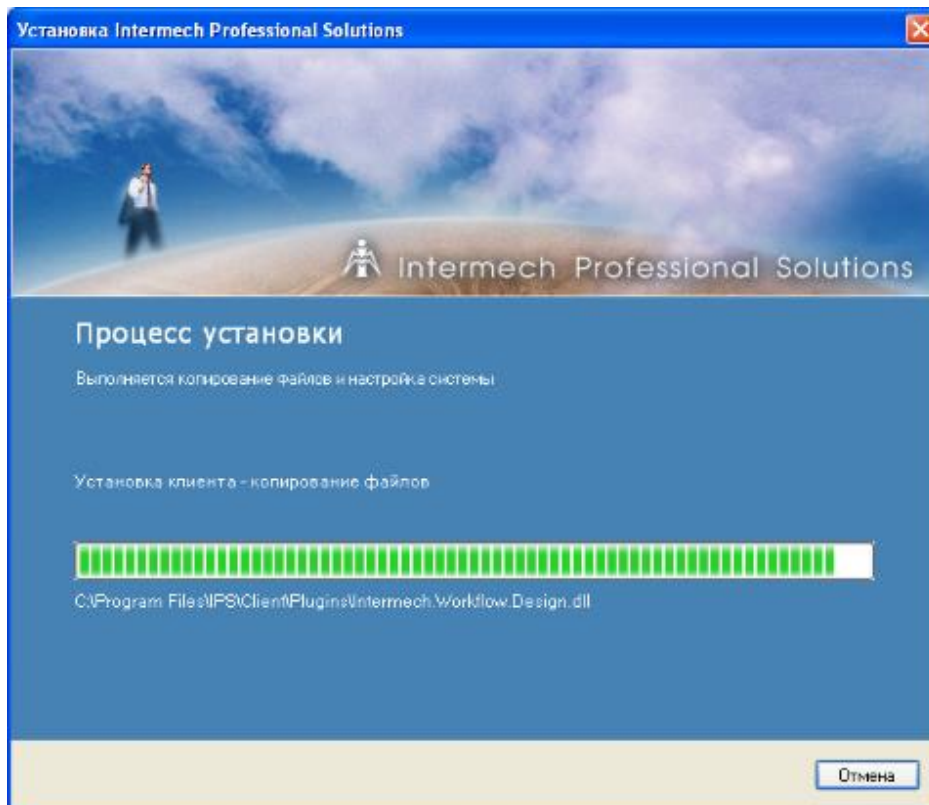 Установка Intermech Professional Solutions
Intermech Professional Solutions
Процесс установки
Выполняется копирование файлов и настройка системы
Установка клиента - копирование файлов
C:\Program Files\IPS\Client\Plugins\Intermech.Workflow.Design.dll
Отмена